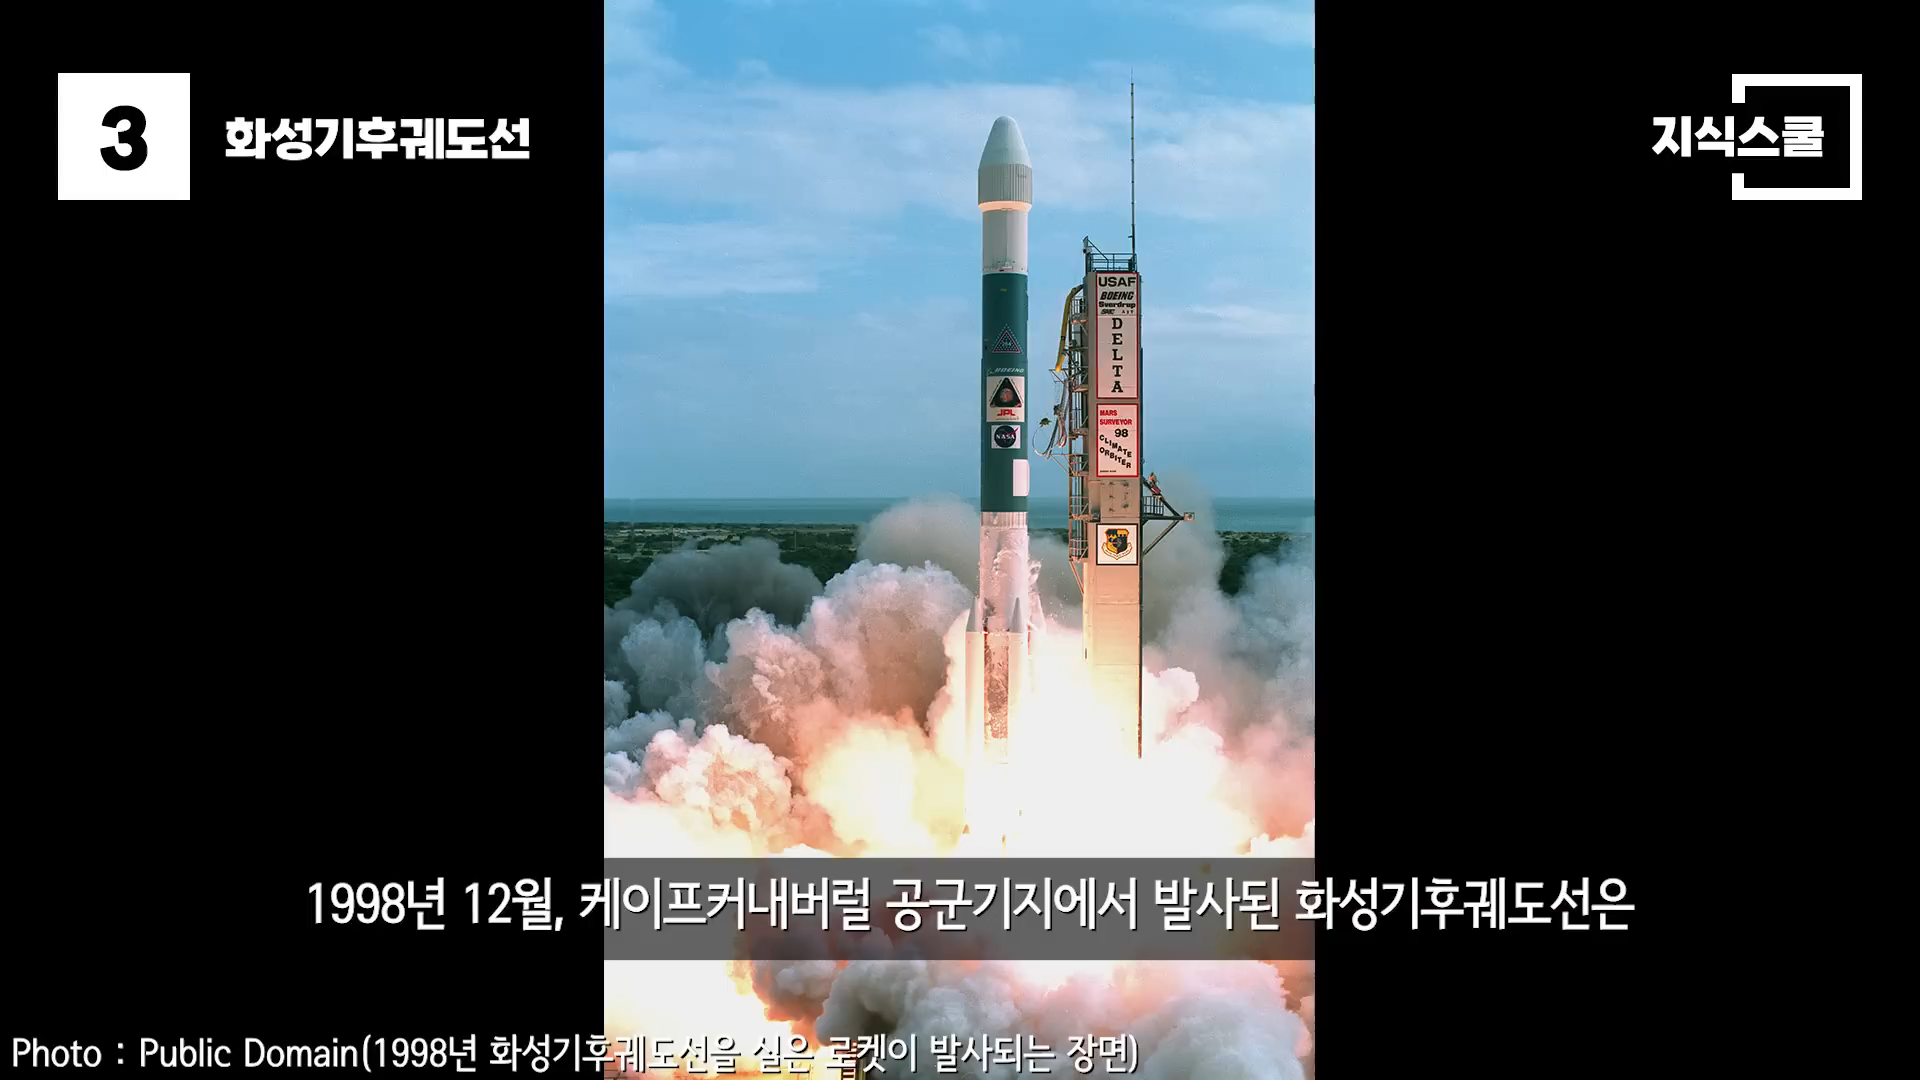 3
화성기후궤도선
지식스쿨
USAF
BOEING
Sverdrup
DELTA
MARS
SURVEYOR
98
CLIMATE
ORBITER
BOEING
JPL
NASA
1998년 12월, 케이프커내버럴 공군기지에서 발사된 화성기후궤도선은
Photo : Public Domain(1998년 화성기후궤도선을 실은 로켓이 발사되는 장면)